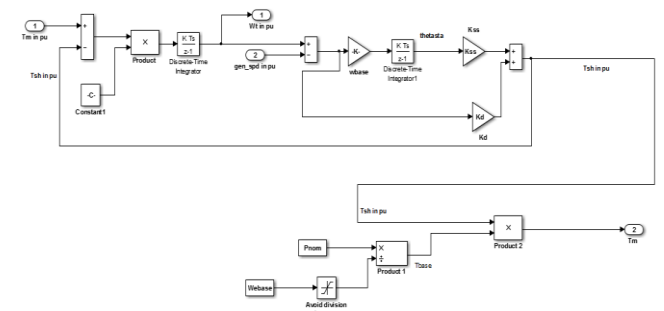 1
Tm in pu
+
−
Tsh in pu
×
Product
-C-
Constant1
K Ts
z-1
Discrete-Time
Integrator
1
Wt in pu
2
gen_spd in pu
+
−
-K-
wbase
K Ts
z-1
Discrete-Time
Integrator1
thetasta
Kss
Kss
Kd
Kd
+
+
Tsh in pu
Tsh in pu
Pnom
Webase
Avoid division
×
÷
Product 1
Tbase
×
Product 2
2
Tm